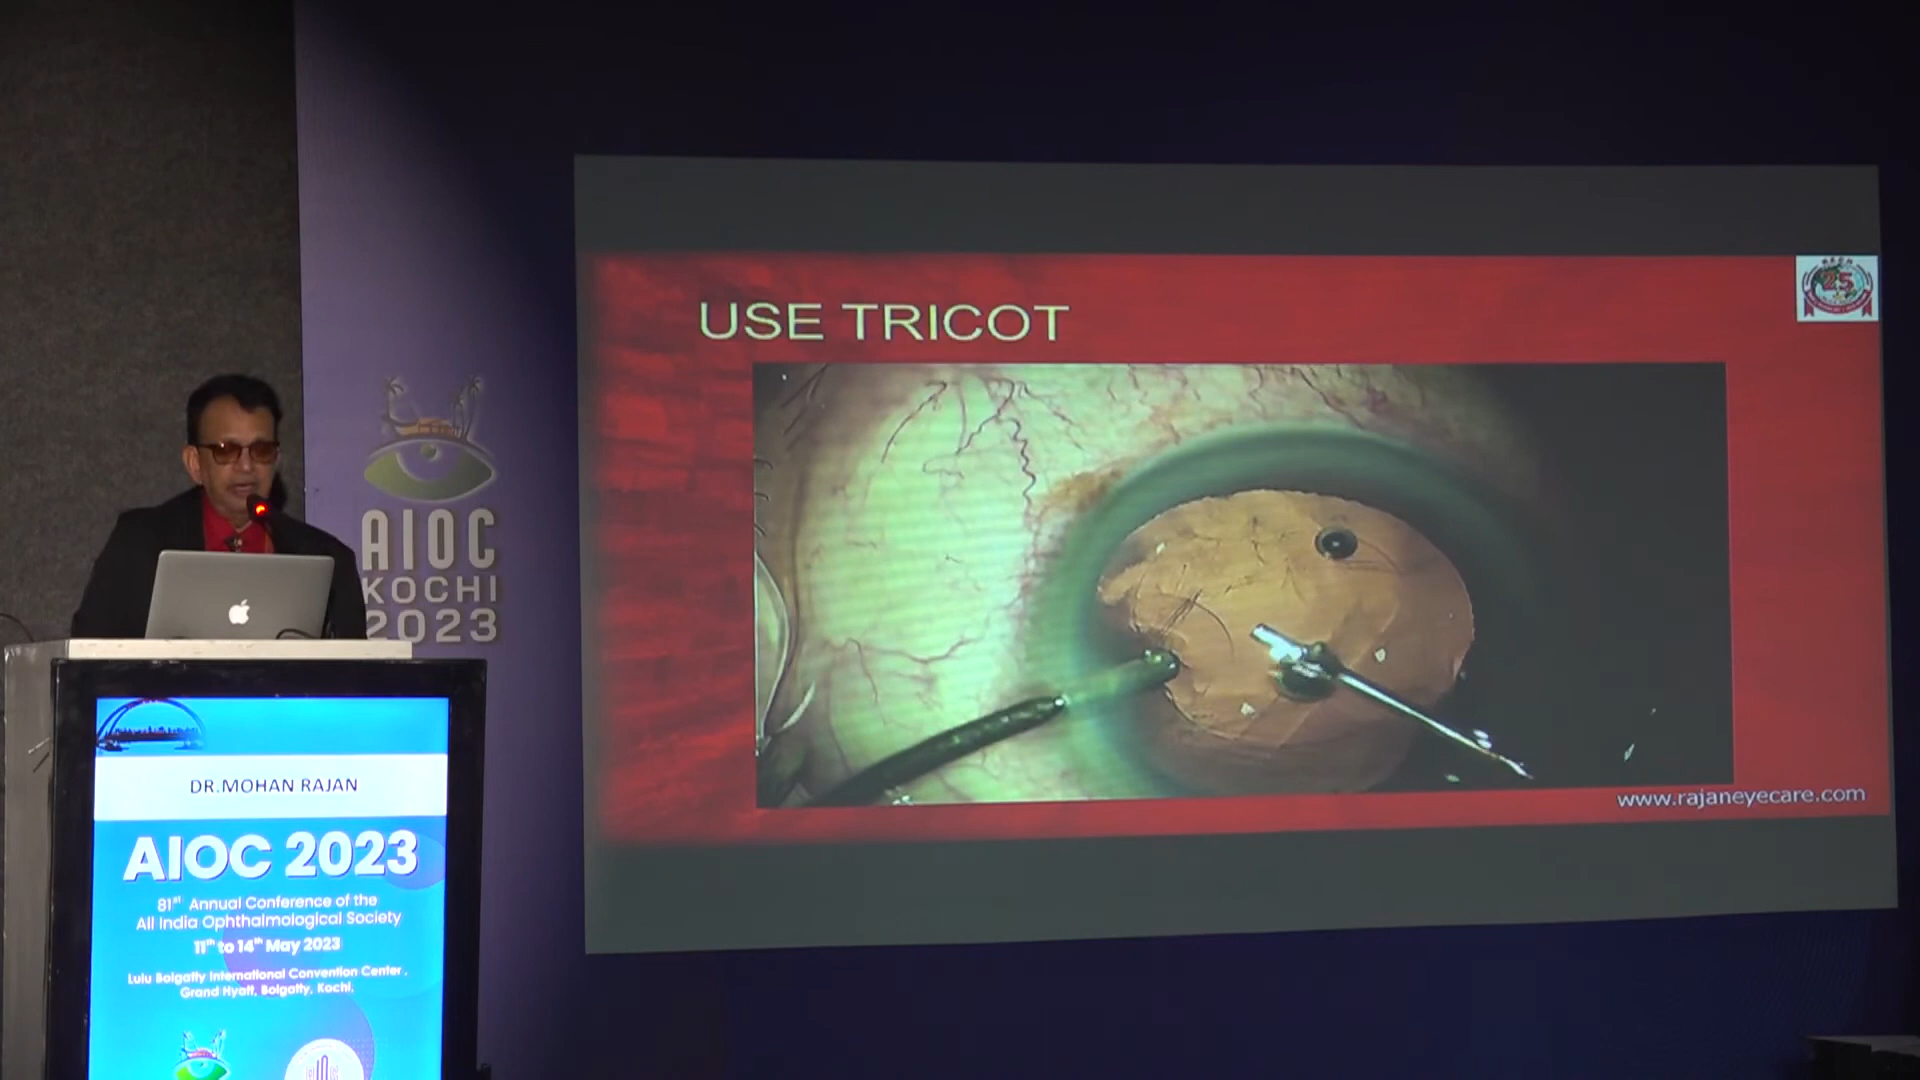 USE TRICOT
25
www.rajaneyecare.com
AIOC
KOCHI
2023
DR.MOHAN RAJAN
AIOC 2023
81st Annual Conference of the
All India Ophthalmological Society
11th to 14th May 2023
Lulu Bolgatty International Convention Center,
Grand Hyatt, Bolgatty, Kochi.